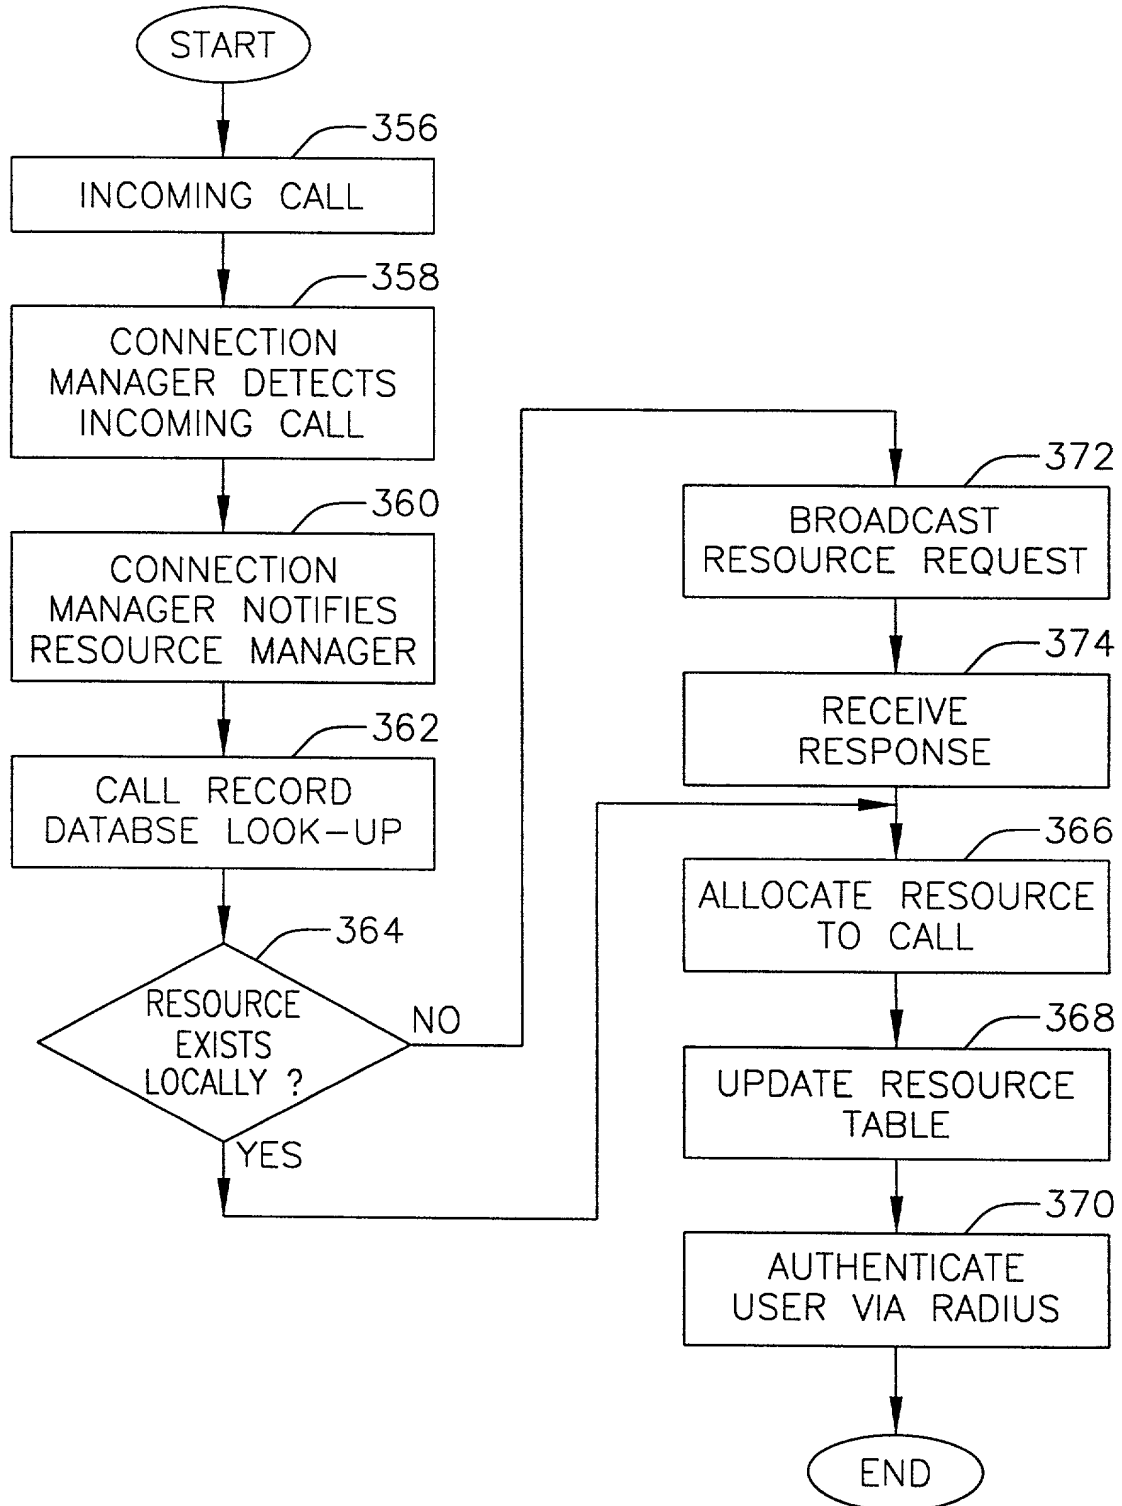 START
356
INCOMING CALL
358
CONNECTION
MANAGER DETECTS
INCOMING CALL
360
CONNECTION
MANAGER NOTIFIES
RESOURCE MANAGER
362
CALL RECORD
DATABSE LOOK-UP
364
RESOURCE
EXISTS
LOCALLY ?
NO
YES
372
BROADCAST
RESOURCE REQUEST
374
RECEIVE
RESPONSE
366
ALLOCATE RESOURCE
TO CALL
368
UPDATE RESOURCE
TABLE
370
AUTHENTICATE
USER VIA RADIUS
END